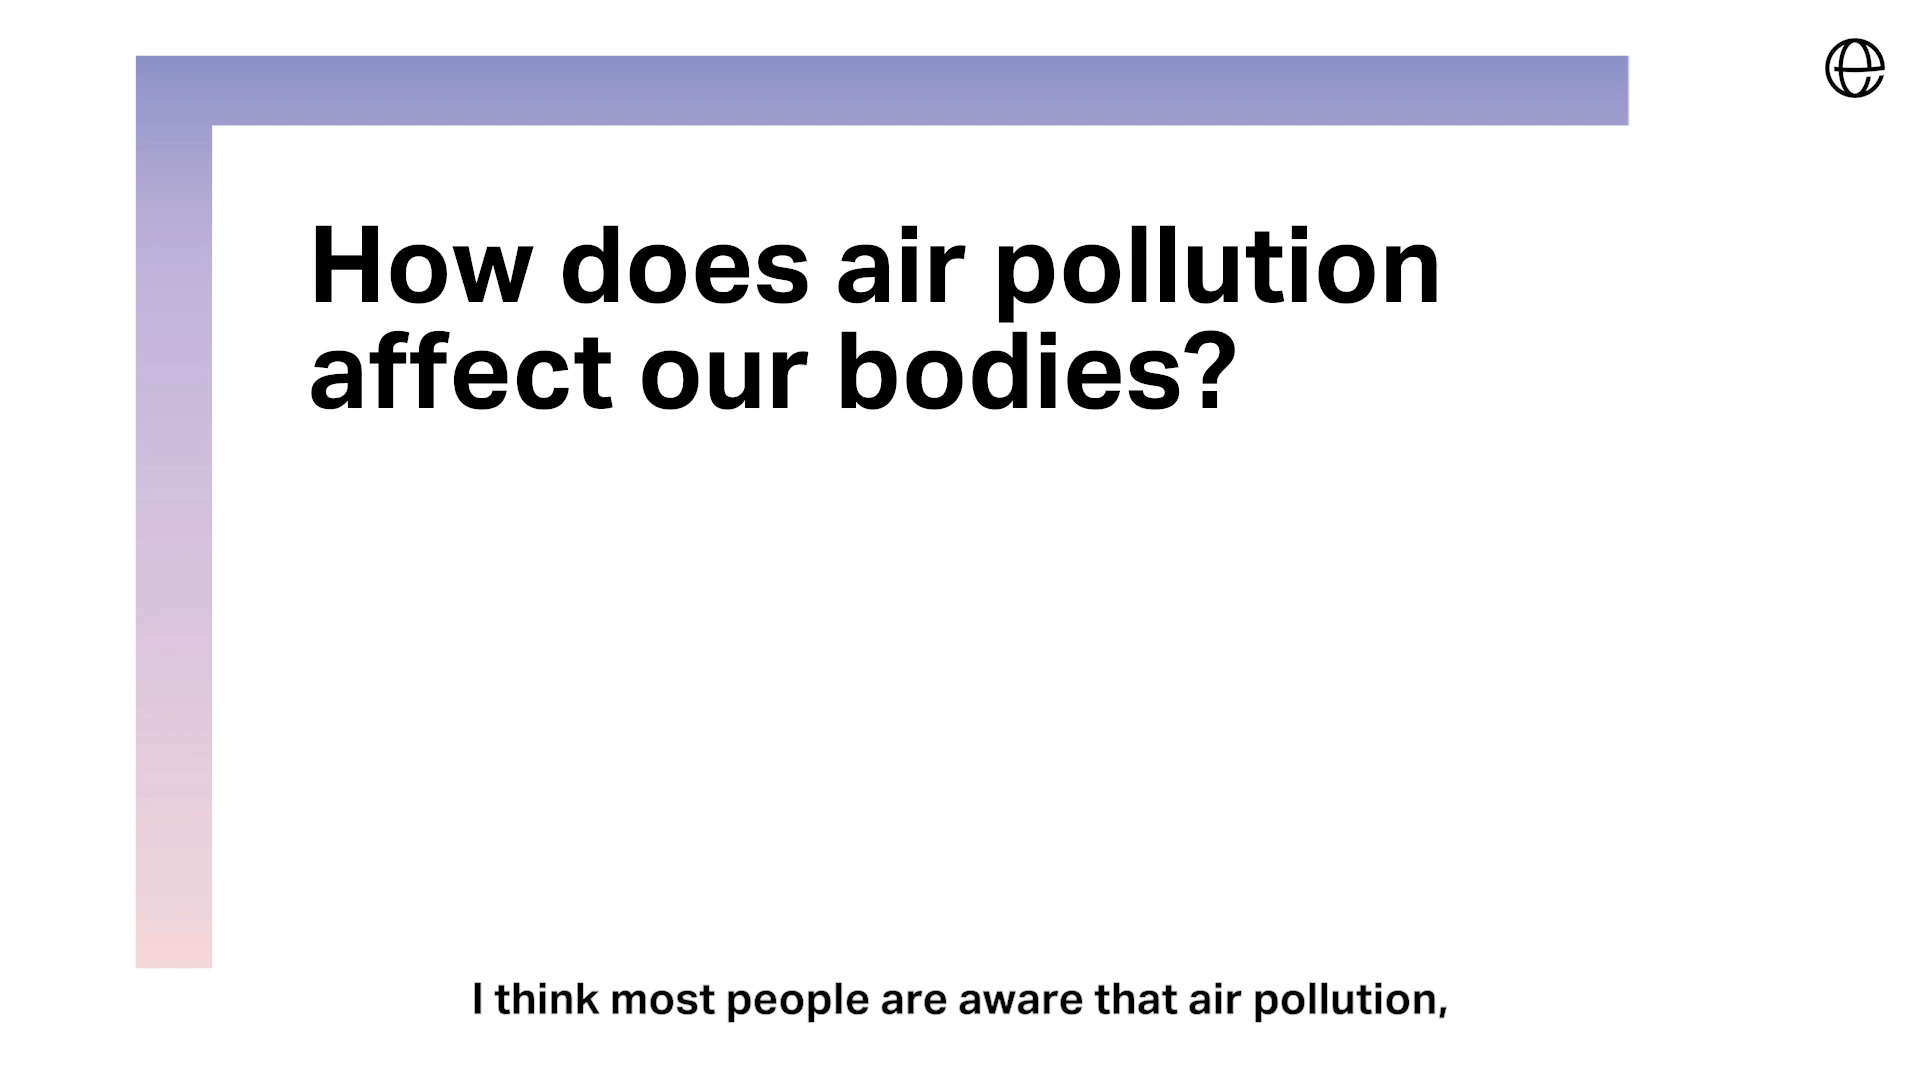 How does air pollution
affect our bodies?
I think most people are aware that air pollution,